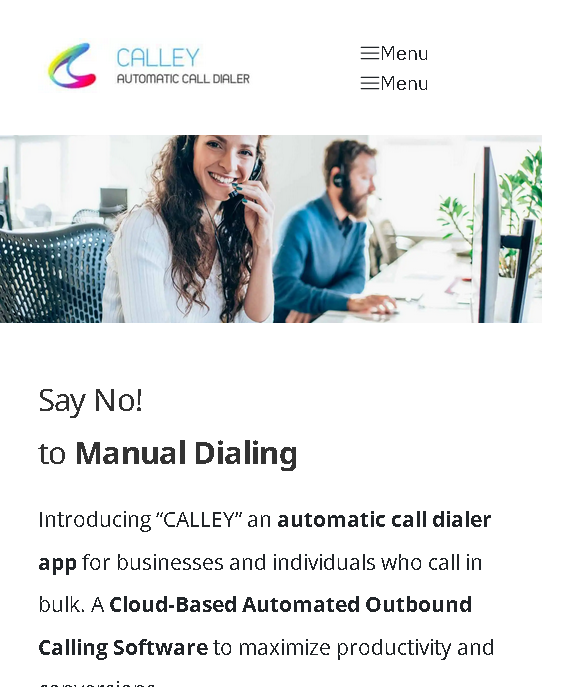 CALLEY
AUTOMATIC CALL DIALER
Menu
Menu
Say No!
to Manual Dialing
Introducing “CALLEY” an automatic call dialer
app for businesses and individuals who call in
bulk. A Cloud-Based Automated Outbound
Calling Software to maximize productivity and
conversions.